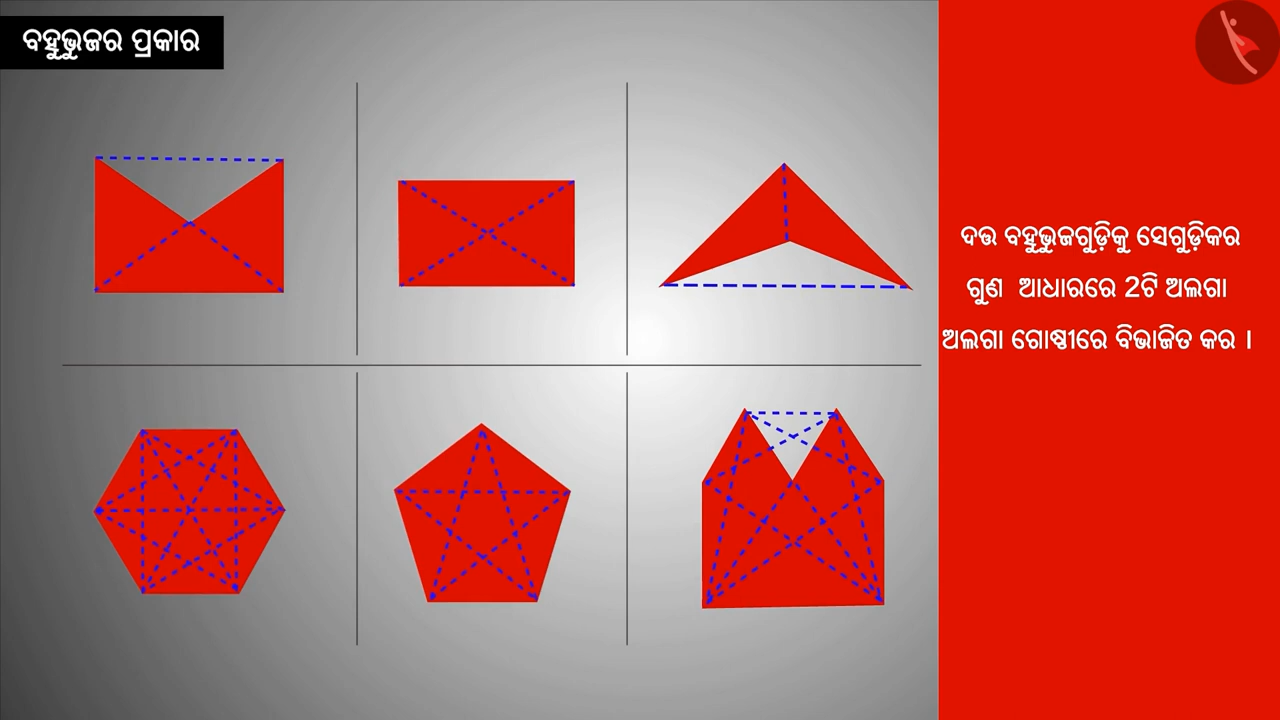 ବହୁଭୁଜର ପ୍ରକାର
ଦତ୍ତ ବହୁଭୁଜଗୁଡ଼ିକୁ ସେଗୁଡ଼ିକର
ଗୁଣ ଆଧାରରେ 2ଟି ଅଲଗା
ଅଲଗା ଗୋଷ୍ଠୀରେ ବିଭାଜିତ କର ।